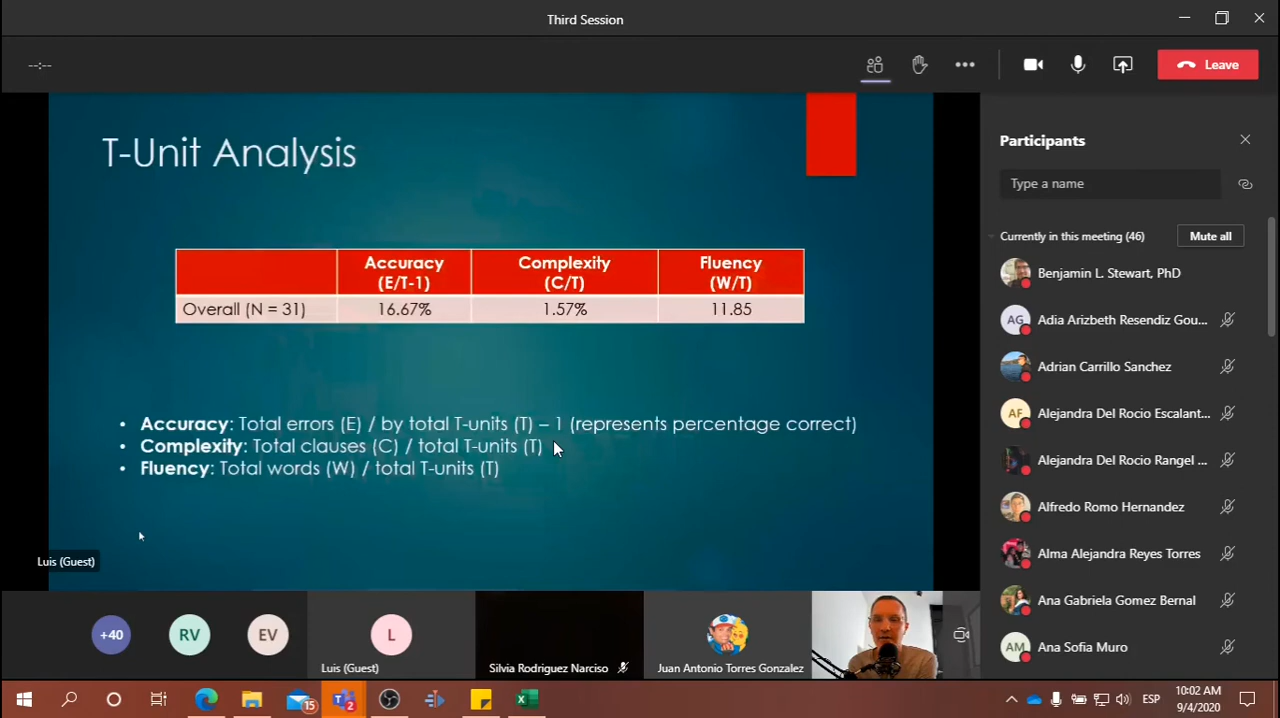 Third Session
--:--
Leave
T-Unit Analysis
Accuracy (E/T-1)
Complexity (C/T)
Fluency (W/T)
Overall (N = 31)
16.67%
1.57%
11.85
• Accuracy: Total errors (E) / by total T-units (T) – 1 (represents percentage correct)
• Complexity: Total clauses (C) / total T-units (T)
• Fluency: Total words (W) / total T-units (T)
Luis (Guest)
+40
RV
EV
L
Luis (Guest)
Silvia Rodriguez Narciso
Juan Antonio Torres Gonzalez
Participants
Type a name
Currently in this meeting (46)
Mute all
Benjamin L. Stewart, PhD
AG
Adia Arizbeth Resendiz Gou...
Adrian Carrillo Sanchez
AF
Alejandra Del Rocio Escalant...
Alejandra Del Rocio Rangel ...
Alfredo Romo Hernandez
Alma Alejandra Reyes Torres
Ana Gabriela Gomez Bernal
AM
Ana Sofia Muro
15
2
ESP
10:02 AM
9/4/2020